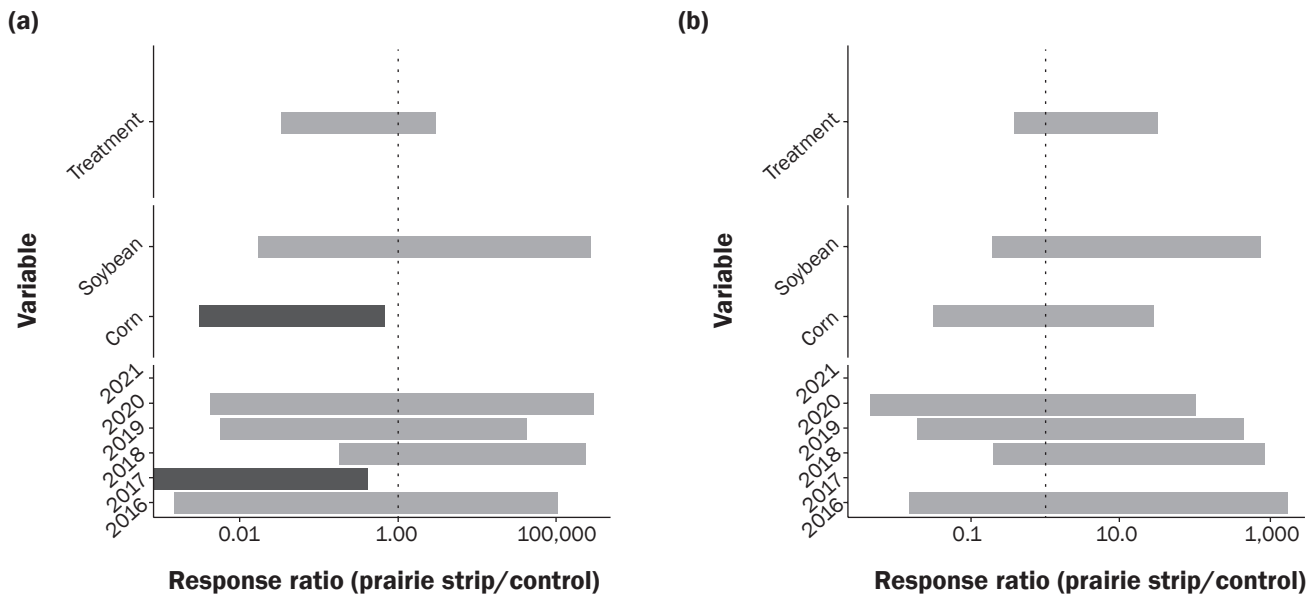 (a)
Variable
Treatment
Soybean
Corn
2021
2020
2019
2018
2017
2016
0.01
1.00
100,000
Response ratio (prairie strip/control)
(b)
Variable
Treatment
Soybean
Corn
2021
2020
2019
2018
2017
2016
0.1
10.0
1,000
Response ratio (prairie strip/control)